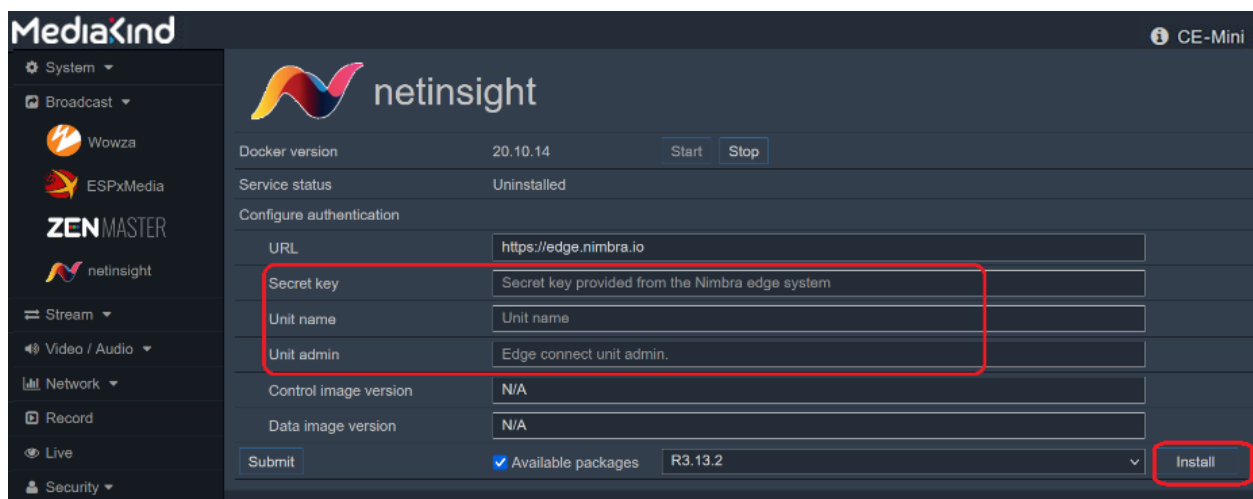 MediaKind
CE-Mini
System
Broadcast
Wowza
ESPxMedia
ZENMASTER
netinsight
Stream
Video / Audio
Network
Record
Live
Security
netinsight
Docker version 20.10.14 Start Stop
Service status Uninstalled
Configure authentication
URL https://edge.nimbra.io
Secret key Secret key provided from the Nimbra edge system
Unit name Unit name
Unit admin Edge connect unit admin.
Control image version N/A
Data image version N/A
Submit Available packages R3.13.2 Install